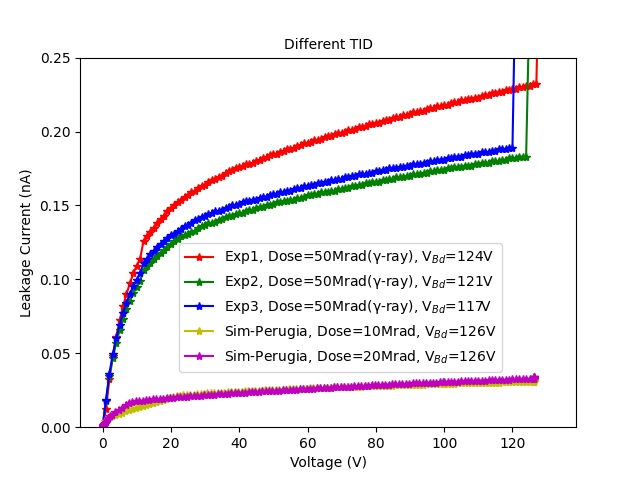 Different TID
Leakage Current (nA)
0.25
0.20
0.15
0.10
0.05
0.00
Exp1, Dose=50Mrad(γ-ray), V_Bd=124V
Exp2, Dose=50Mrad(γ-ray), V_Bd=121V
Exp3, Dose=50Mrad(γ-ray), V_Bd=117V
Sim-Perugia, Dose=10Mrad, V_Bd=126V
Sim-Perugia, Dose=20Mrad, V_Bd=126V
0 20 40 60 80 100 120
Voltage (V)